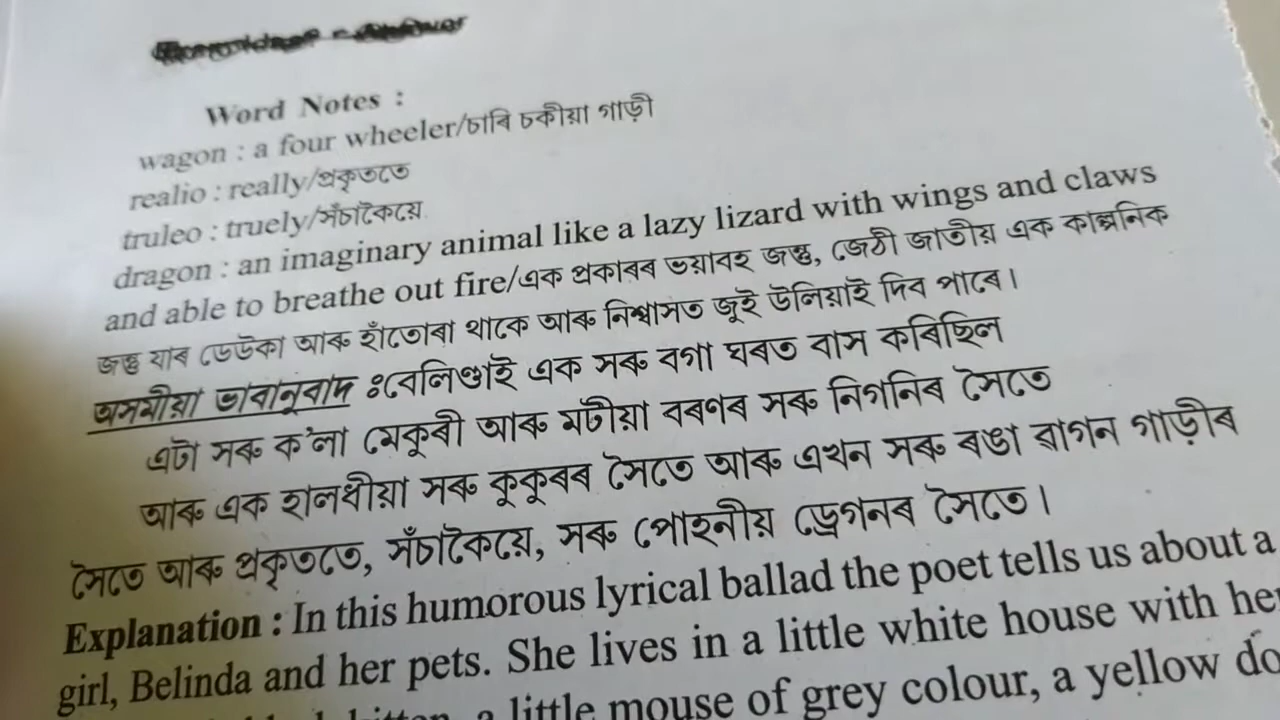 Word Notes :
wagon : a four wheeler/চাৰি চকীয়া গাড়ী
realio : really/প্ৰকৃততে
truleo : truely/সঁচাকৈয়ে
dragon : an imaginary animal like a lazy lizard with wings and claws
and able to breathe out fire/এক প্ৰকাৰৰ ভয়াবহ জন্তু, জেঠী জাতীয় এক কাল্পনিক
জন্তু যাৰ ডেউকা আৰু হাঁতোৰা থাকে আৰু নিশ্বাসত জুই উলিয়াই দিব পাৰে।
অসমীয়া ভাবানুবাদ ঃবেলিণ্ডাই এক সৰু বগা ঘৰত বাস কৰিছিল
এটা সৰু ক'লা মেকুৰী আৰু মটীয়া বৰণৰ সৰু নিগনিৰ সৈতে
আৰু এক হালধীয়া সৰু কুকুৰৰ সৈতে আৰু এখন সৰু ৰঙা ৱাগন গাড়ীৰ
সৈতে আৰু প্ৰকৃততে, সঁচাকৈয়ে, সৰু পোহনীয় ড্ৰেগনৰ সৈতে।
Explanation : In this humorous lyrical ballad the poet tells us about a
girl, Belinda and her pets. She lives in a little white house with her
kitten, a little mouse of grey colour, a yellow do